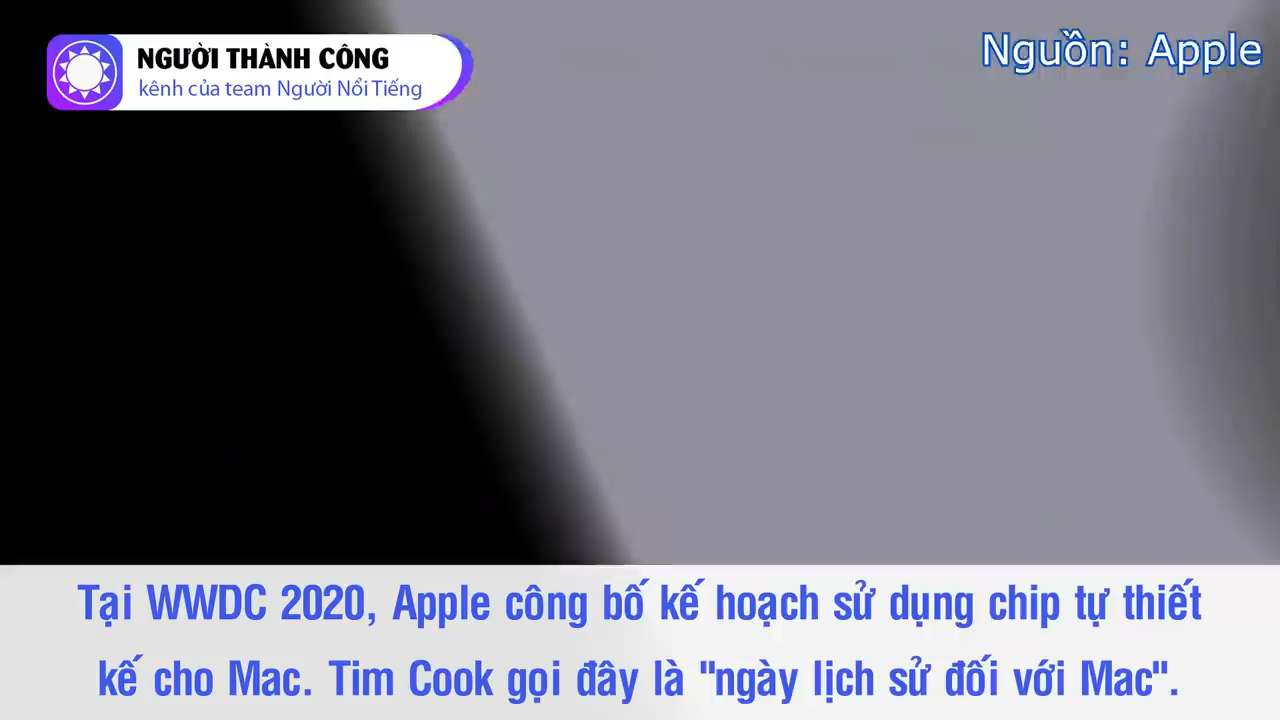 NGƯỜI THÀNH CÔNG
kênh của team Người Nổi Tiếng
Nguồn: Apple
Tại WWDC 2020, Apple công bố kế hoạch sử dụng chip tự thiết
kế cho Mac. Tim Cook gọi đây là "ngày lịch sử đối với Mac".